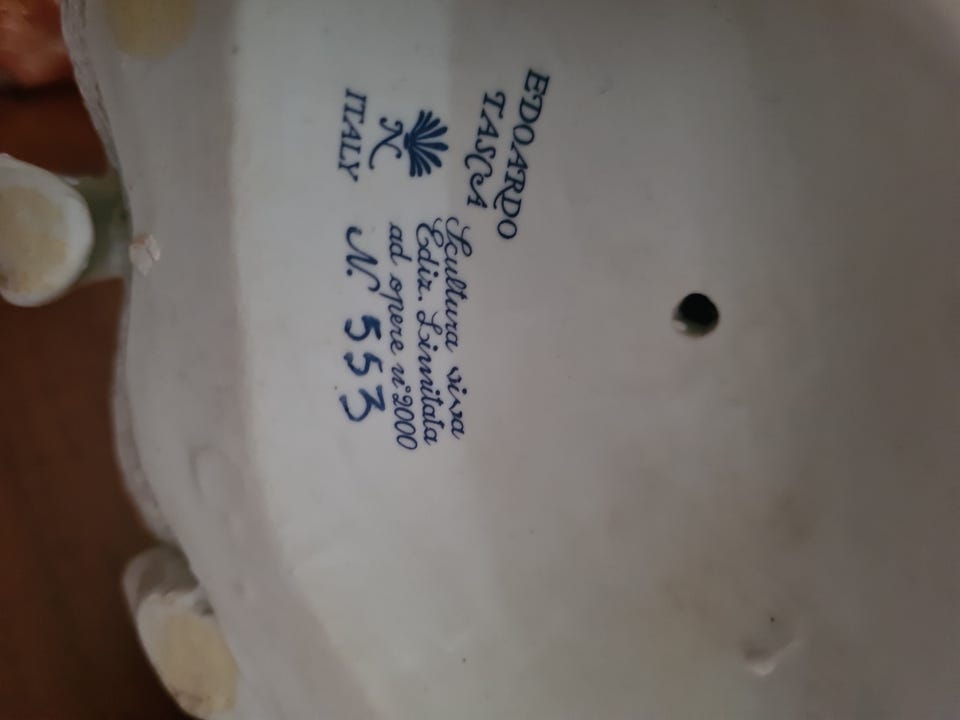 EDOARDO
TASCA
N
ITALY
Scultura viva
Ediz. Limitata
ad opere n° 2000
N. 553